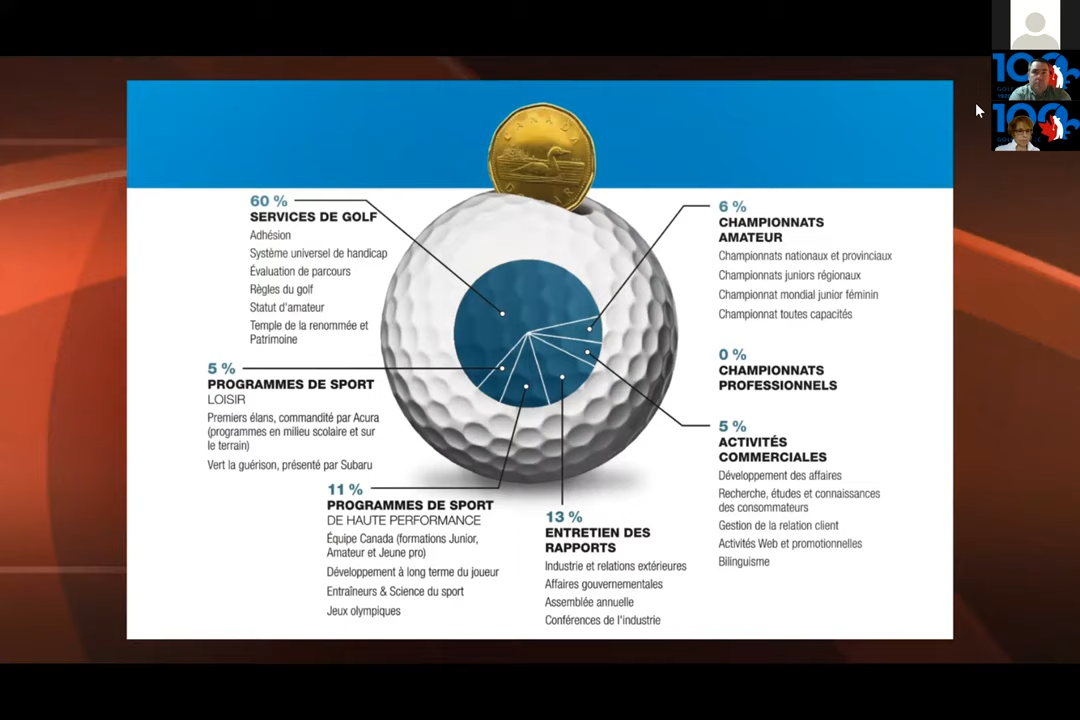 CANADA
DOLLAR
60 %
SERVICES DE GOLF
Adhésion
Système universel de handicap
Évaluation de parcours
Règles du golf
Statut d'amateur
Temple de la renommée et
Patrimoine
5 %
PROGRAMMES DE SPORT
LOISIR
Premiers élans, commandité par Acura
(programmes en milieu scolaire et sur
le terrain)
Vert la guérison, présenté par Subaru
11 %
PROGRAMMES DE SPORT
DE HAUTE PERFORMANCE
Équipe Canada (formations Junior,
Amateur et Jeune pro)
Développement à long terme du joueur
Entraîneurs & Science du sport
Jeux olympiques
13 %
ENTRETIEN DES
RAPPORTS
Industrie et relations extérieures
Affaires gouvernementales
Assemblée annuelle
Conférences de l'industrie
6 %
CHAMPIONNATS
AMATEUR
Championnats nationaux et provinciaux
Championnats juniors régionaux
Championnat mondial junior féminin
Championnat toutes capacités
0 %
CHAMPIONNATS
PROFESSIONNELS
5 %
ACTIVITÉS
COMMERCIALES
Développement des affaires
Recherche, études et connaissances
des consommateurs
Gestion de la relation client
Activités Web et promotionnelles
Bilinguisme
100
100